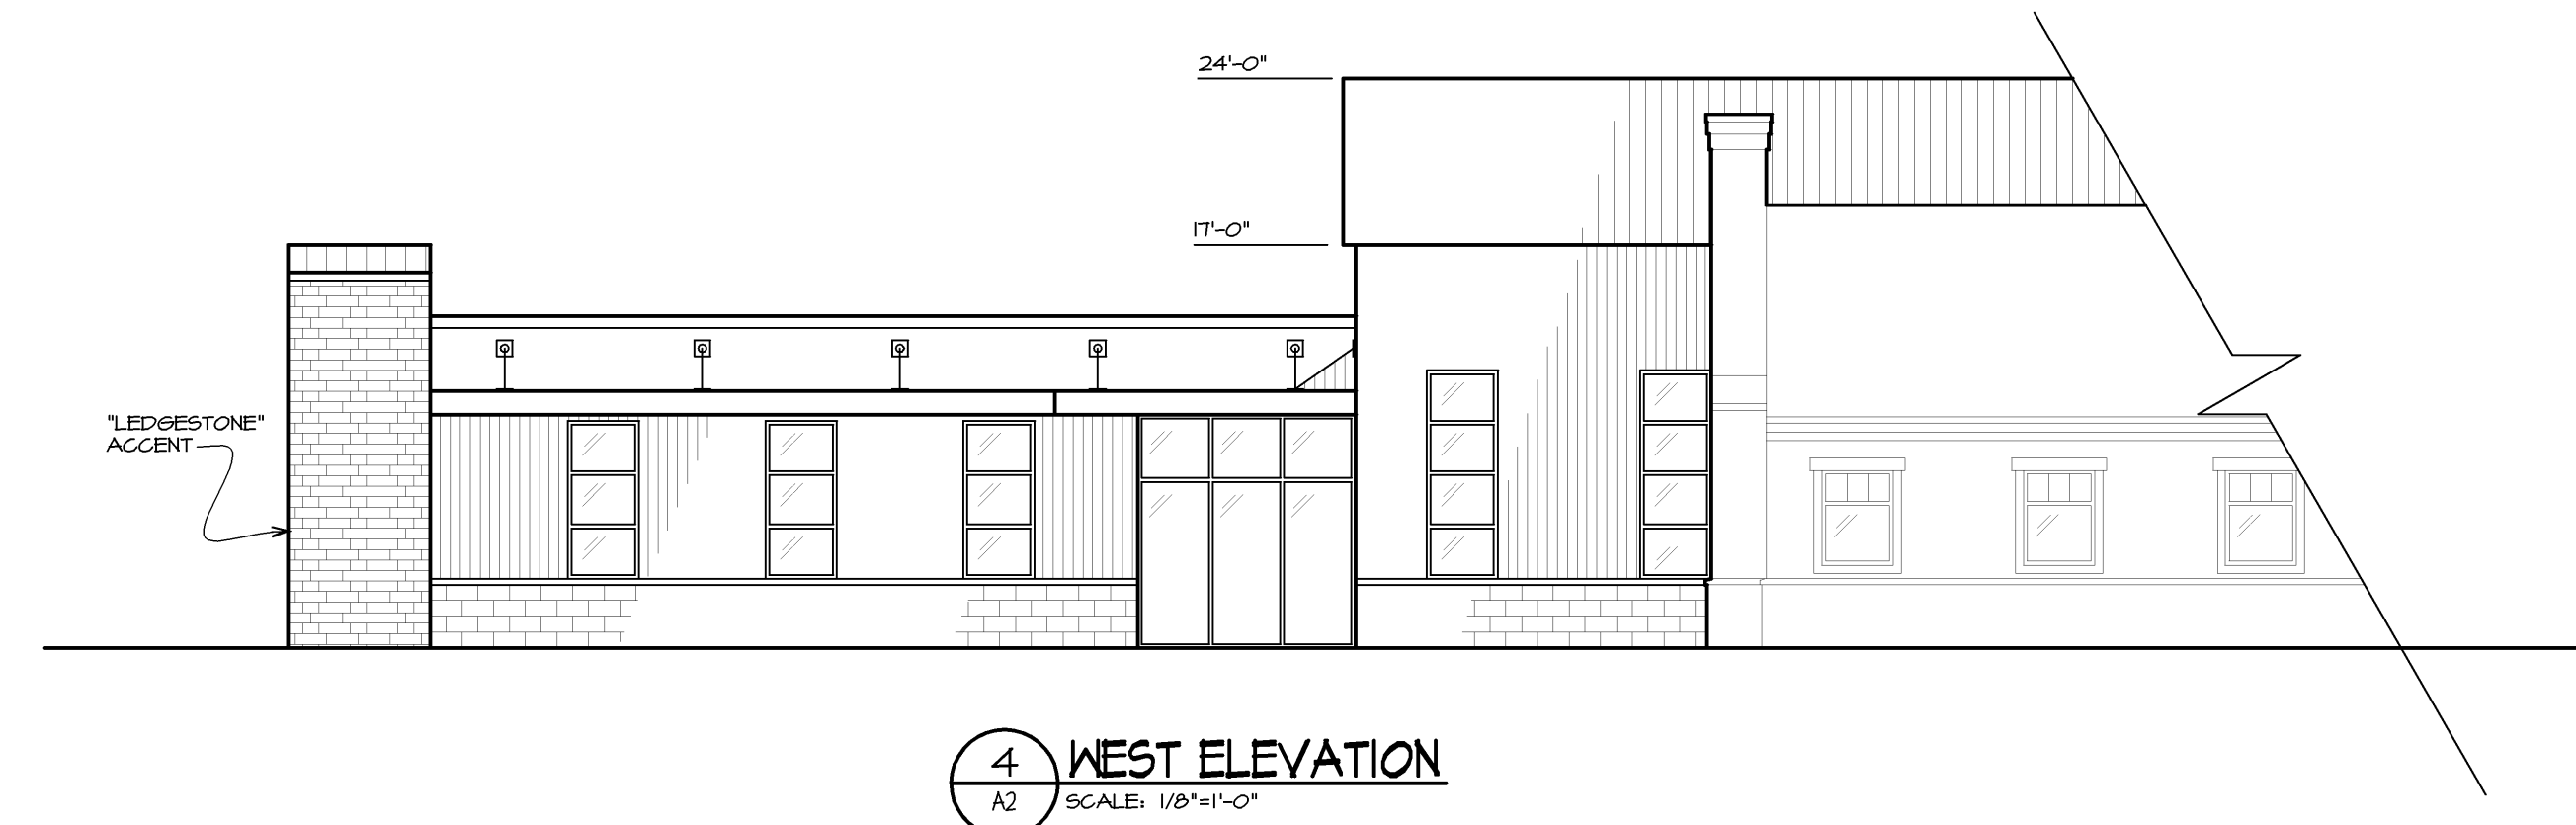 24'-0"
17'-0"
"LEDGESTONE"
ACCENT
4
WEST ELEVATION
A2
SCALE: 1/8"=1'-0"